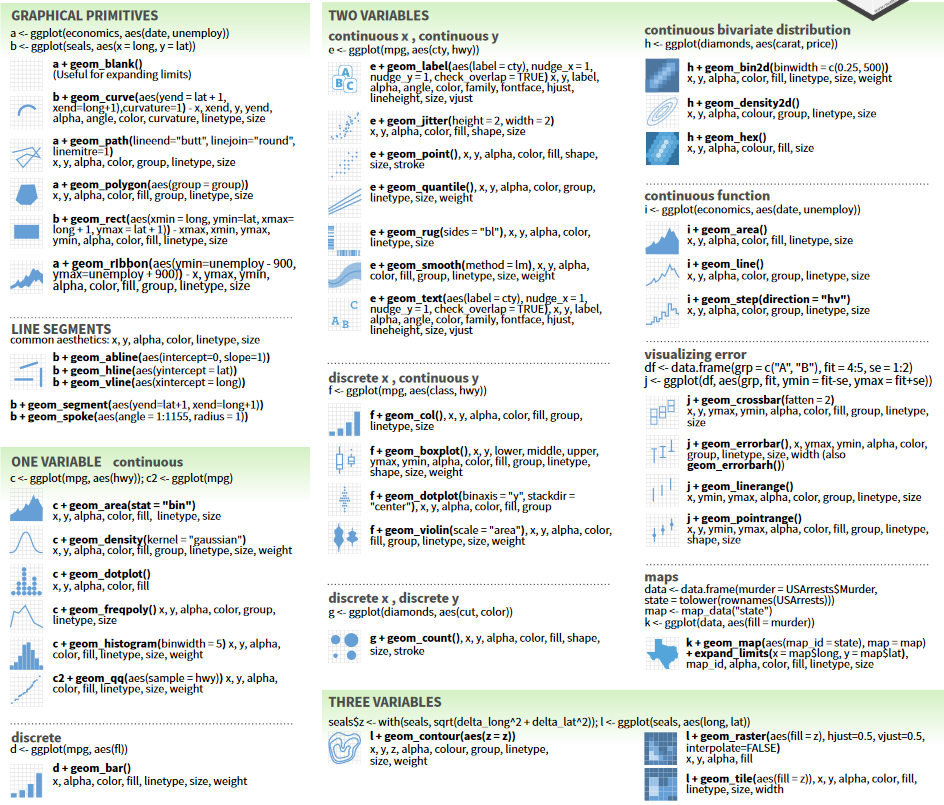 GRAPHICAL PRIMITIVES
a <- ggplot(economics, aes(date, unemploy))
b <- ggplot(seals, aes(x = long, y = lat))
a + geom_blank()
(Useful for expanding limits)
b + geom_curve(aes(yend = lat + 1,
xend=long+1),curvature=1) - x, xend, y, yend,
alpha, angle, color, curvature, linetype, size
a + geom_path(lineend="butt", linejoin="round",
linemitre=1)
x, y, alpha, color, group, linetype, size
a + geom_polygon(aes(group = group))
x, y, alpha, color, fill, group, linetype, size
b + geom_rect(aes(xmin = long, ymin=lat, xmax=
long + 1, ymax = lat + 1)) - xmax, xmin, ymax,
ymin, alpha, color, fill, linetype, size
a + geom_ribbon(aes(ymin=unemploy - 900,
ymax=unemploy + 900)) - x, ymax, ymin,
alpha, color, fill, group, linetype, size
LINE SEGMENTS
common aesthetics: x, y, alpha, color, linetype, size
b + geom_abline(aes(intercept=0, slope=1))
b + geom_hline(aes(yintercept = lat))
b + geom_vline(aes(xintercept = long))
b + geom_segment(aes(yend=lat+1, xend=long+1))
b + geom_spoke(aes(angle = 1:1155, radius = 1))
ONE VARIABLE continuous
c <- ggplot(mpg, aes(hwy)); c2 <- ggplot(mpg)
c + geom_area(stat = "bin")
x, y, alpha, color, fill, linetype, size
c + geom_density(kernel = "gaussian")
x, y, alpha, color, fill, group, linetype, size, weight
c + geom_dotplot()
x, y, alpha, color, fill
c + geom_freqpoly() x, y, alpha, color, group,
linetype, size
c + geom_histogram(binwidth = 5) x, y, alpha,
color, fill, linetype, size, weight
c2 + geom_qq(aes(sample = hwy)) x, y, alpha,
color, fill, linetype, size, weight
discrete
d <- ggplot(mpg, aes(fl))
d + geom_bar()
x, alpha, color, fill, linetype, size, weight
TWO VARIABLES
continuous x , continuous y
e <- ggplot(mpg, aes(cty, hwy))
A
B C
e + geom_label(aes(label = cty), nudge_x = 1,
nudge_y = 1, check_overlap = TRUE) x, y, label,
alpha, angle, color, family, fontface, hjust,
lineheight, size, vjust
e + geom_jitter(height = 2, width = 2)
x, y, alpha, color, fill, shape, size
e + geom_point(), x, y, alpha, color, fill, shape,
size, stroke
e + geom_quantile(), x, y, alpha, color, group,
linetype, size, weight
e + geom_rug(sides = "bl"), x, y, alpha, color,
linetype, size
e + geom_smooth(method = lm), x, y, alpha,
color, fill, group, linetype, size, weight
C
A B
e + geom_text(aes(label = cty), nudge_x = 1,
nudge_y = 1, check_overlap = TRUE), x, y, label,
alpha, angle, color, family, fontface, hjust,
lineheight, size, vjust
discrete x , continuous y
f <- ggplot(mpg, aes(class, hwy))
f + geom_col(), x, y, alpha, color, fill, group,
linetype, size
f + geom_boxplot(), x, y, lower, middle, upper,
ymax, ymin, alpha, color, fill, group, linetype,
shape, size, weight
f + geom_dotplot(binaxis = "y", stackdir =
"center"), x, y, alpha, color, fill, group
f + geom_violin(scale = "area"), x, y, alpha, color,
fill, group, linetype, size, weight
discrete x , discrete y
g <- ggplot(diamonds, aes(cut, color))
g + geom_count(), x, y, alpha, color, fill, shape,
size, stroke
continuous bivariate distribution
h <- ggplot(diamonds, aes(carat, price))
h + geom_bin2d(binwidth = c(0.25, 500))
x, y, alpha, color, fill, linetype, size, weight
h + geom_density2d()
x, y, alpha, colour, group, linetype, size
h + geom_hex()
x, y, alpha, colour, fill, size
continuous function
i <- ggplot(economics, aes(date, unemploy))
i + geom_area()
x, y, alpha, color, fill, linetype, size
i + geom_line()
x, y, alpha, color, group, linetype, size
i + geom_step(direction = "hv")
x, y, alpha, color, group, linetype, size
visualizing error
df <- data.frame(grp = c("A", "B"), fit = 4:5, se = 1:2)
j <- ggplot(df, aes(grp, fit, ymin = fit-se, ymax = fit+se))
j + geom_crossbar(fatten = 2)
x, y, ymax, ymin, alpha, color, fill, group, linetype,
size
j + geom_errorbar(), x, ymax, ymin, alpha, color,
group, linetype, size, width (also
geom_errorbarh())
j + geom_linerange()
x, ymin, ymax, alpha, color, group, linetype, size
j + geom_pointrange()
x, y, ymin, ymax, alpha, color, fill, group, linetype,
shape, size
maps
data <- data.frame(murder = USArrests$Murder,
state = tolower(rownames(USArrests)))
map <- map_data("state")
k <- ggplot(data, aes(fill = murder))
k + geom_map(aes(map_id = state), map = map)
+ expand_limits(x = map$long, y = map$lat),
map_id, alpha, color, fill, linetype, size
THREE VARIABLES
seals$z <- with(seals, sqrt(delta_long^2 + delta_lat^2)); l <- ggplot(seals, aes(long, lat))
l + geom_contour(aes(z = z))
x, y, z, alpha, colour, group, linetype,
size, weight
l + geom_raster(aes(fill = z), hjust=0.5, vjust=0.5,
interpolate=FALSE)
x, y, alpha, fill
l + geom_tile(aes(fill = z)), x, y, alpha, color, fill,
linetype, size, width